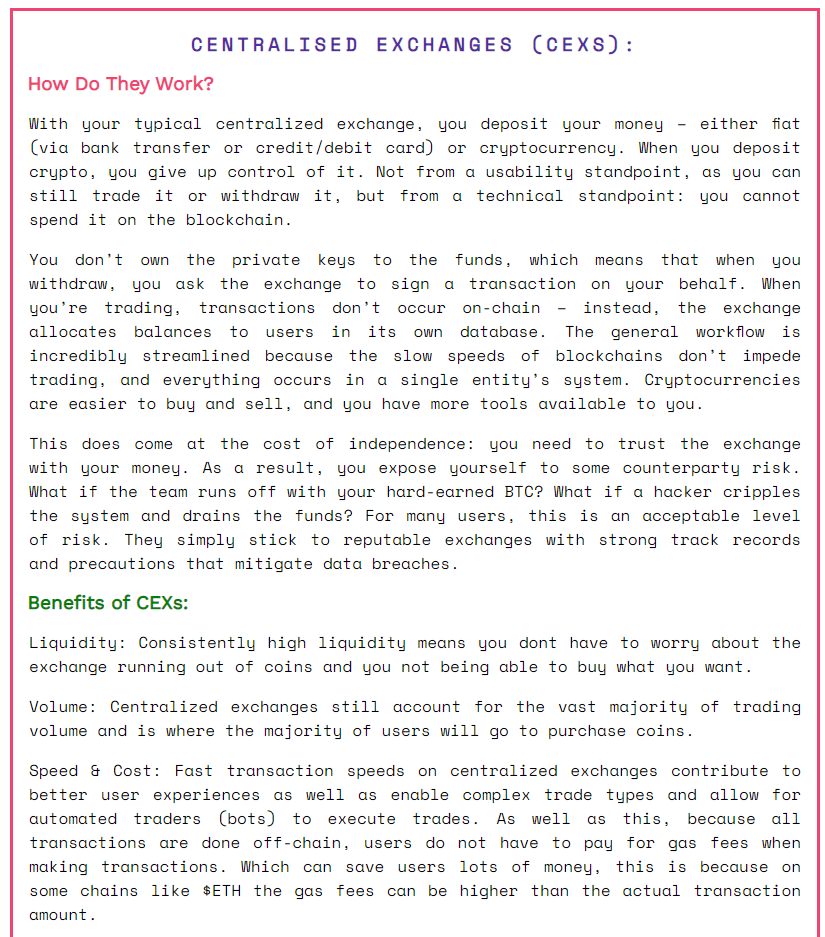 CENTRALISED EXCHANGES (CEXS):
How Do They Work?
With your typical centralized exchange, you deposit your money – either fiat
(via bank transfer or credit/debit card) or cryptocurrency. When you deposit
crypto, you give up control of it. Not from a usability standpoint, as you can
still trade it or withdraw it, but from a technical standpoint: you cannot
spend it on the blockchain.
You don't own the private keys to the funds, which means that when you
withdraw, you ask the exchange to sign a transaction on your behalf. When
you're trading, transactions don't occur on-chain – instead, the exchange
allocates balances to users in its own database. The general workflow is
incredibly streamlined because the slow speeds of blockchains don't impede
trading, and everything occurs in a single entity's system. Cryptocurrencies
are easier to buy and sell, and you have more tools available to you.
This does come at the cost of independence: you need to trust the exchange
with your money. As a result, you expose yourself to some counterparty risk.
What if the team runs off with your hard-earned BTC? What if a hacker cripples
the system and drains the funds? For many users, this is an acceptable level
of risk. They simply stick to reputable exchanges with strong track records
and precautions that mitigate data breaches.
Benefits of CEXs:
Liquidity: Consistently high liquidity means you dont have to worry about the
exchange running out of coins and you not being able to buy what you want.
Volume: Centralized exchanges still account for the vast majority of trading
volume and is where the majority of users will go to purchase coins.
Speed & Cost: Fast transaction speeds on centralized exchanges contribute to
better user experiences as well as enable complex trade types and allow for
automated traders (bots) to execute trades. As well as this, because all
transactions are done off-chain, users do not have to pay for gas fees when
making transactions. Which can save users lots of money, this is because on
some chains like $ETH the gas fees can be higher than the actual transaction
amount.